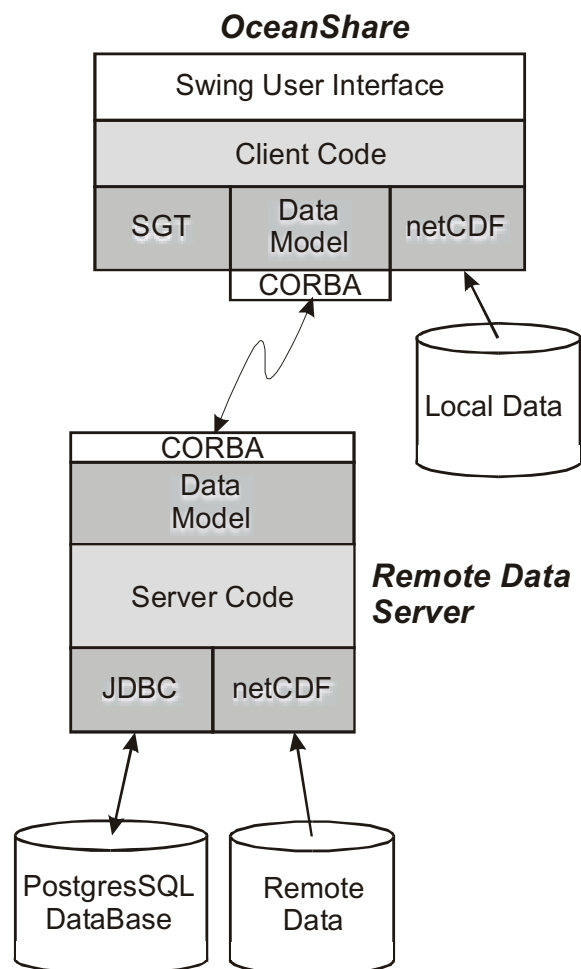 OceanShare
Swing User Interface
Client Code
SGT
Data
Model
netCDF
CORBA
Local Data
CORBA
Data
Model
Server Code
Remote Data
Server
JDBC
netCDF
PostgresSQL
DataBase
Remote
Data